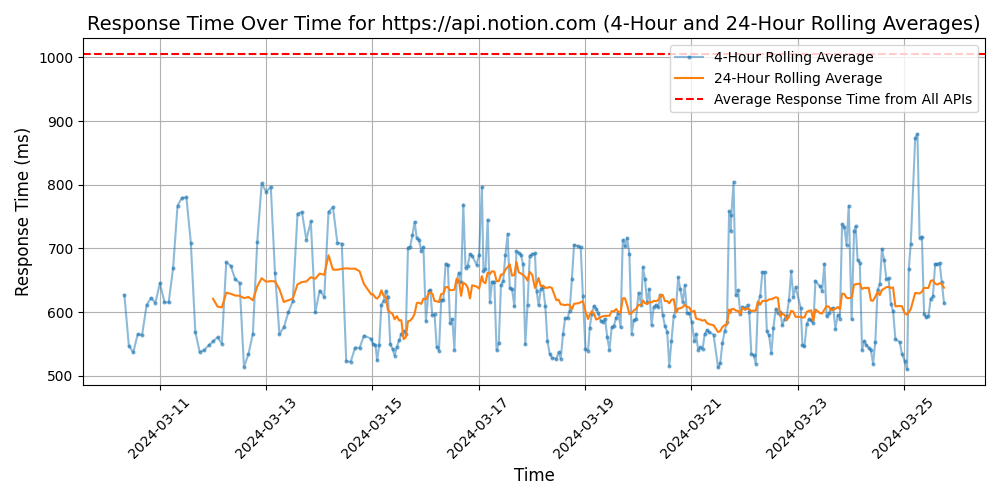 Response Time Over Time for https://api.notion.com (4-Hour and 24-Hour Rolling Averages)
4-Hour Rolling Average
24-Hour Rolling Average
Average Response Time from All APIs
Response Time (ms)
1000
900
800
700
600
500
2024-03-11
2024-03-13
2024-03-15
2024-03-17
2024-03-19
2024-03-21
2024-03-23
2024-03-25
Time